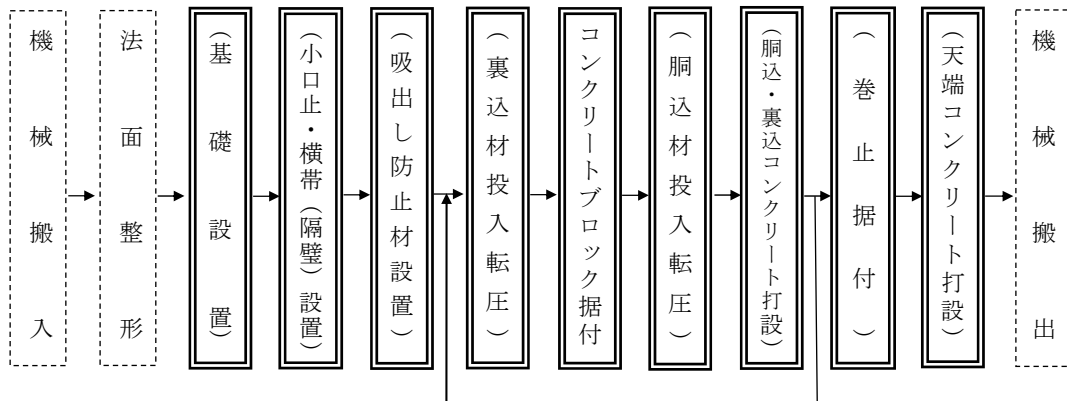 機械搬入
法面整形
（基礎設置）
（小口止・横帯（隔壁）設置）
（吸出し防止材設置）
（裏込材投入転圧）
コンクリートブロック据付
（胴込材投入転圧）
（胴込・裏込コンクリート打設）
（巻止据付）
（天端コンクリート打設）
機械搬出